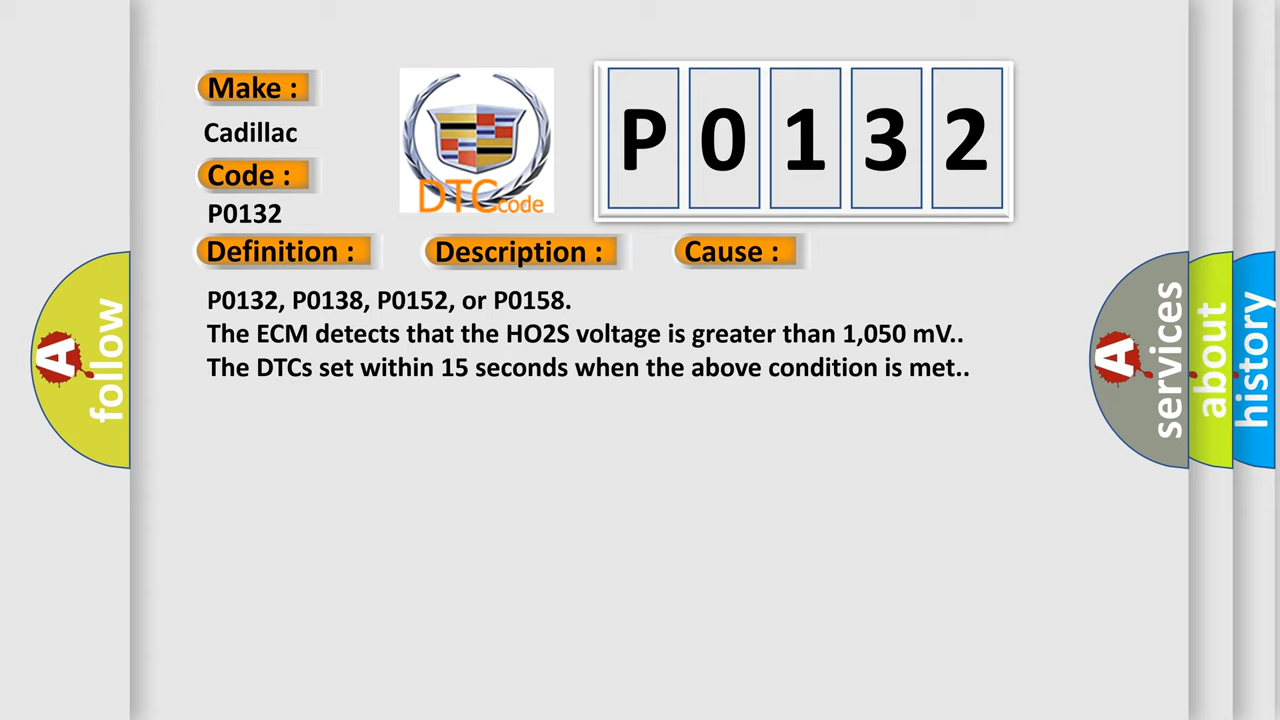 Make :
Cadillac
Code :
P0132
DTC code
P0132
Definition :
Description :
Cause :
P0132, P0138, P0152, or P0158.
The ECM detects that the HO2S voltage is greater than 1,050 mV..
The DTCs set within 15 seconds when the above condition is met..
A
follow
A
services
about
history